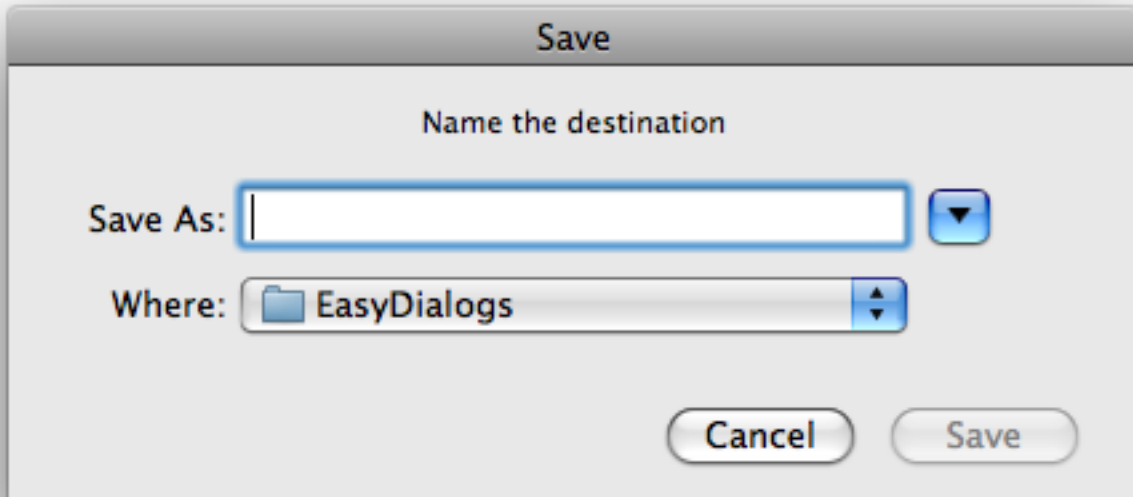 Save
Name the destination
Save As:
Where: EasyDialogs
Cancel Save